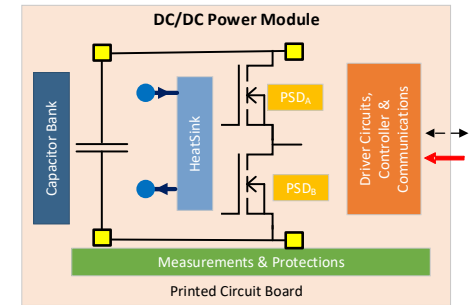 DC/DC Power Module
Capacitor Bank
HeatSink
PSDA
PSDB
Driver Circuits,
Controller &
Communications
Measurements & Protections
Printed Circuit Board